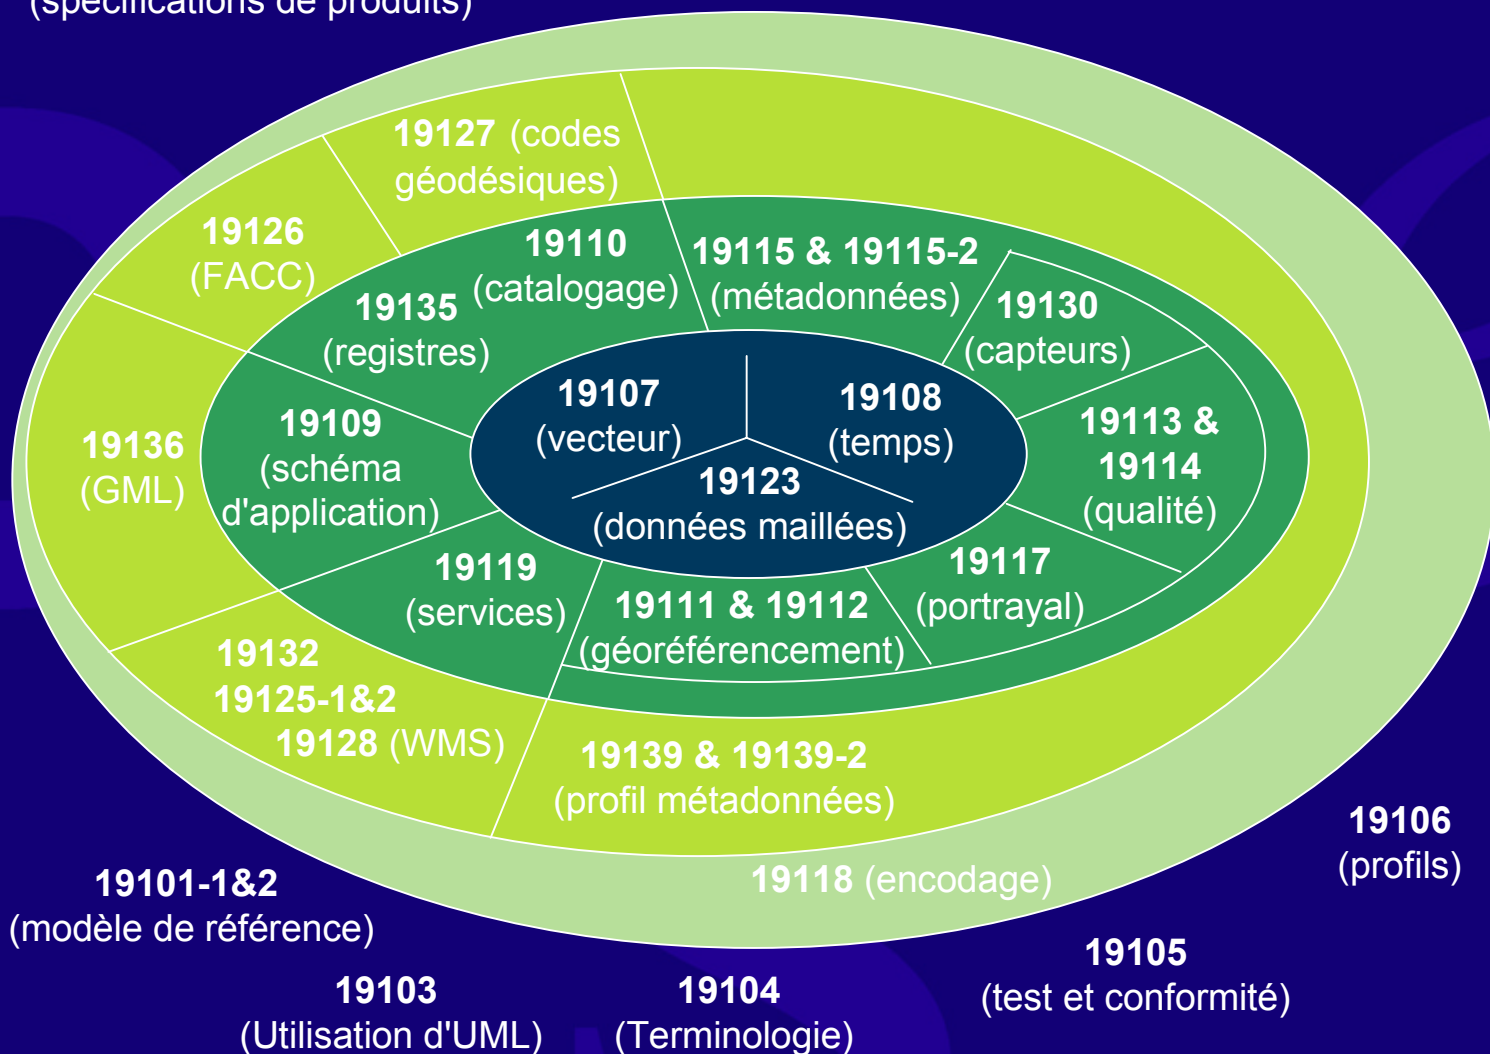 (spécifications de produits)
19127 (codes
géodésiques)
19126
(FACC)
19110
(catalogage)
19115 & 19115-2
(métadonnées)
19135
(registres)
19130
(capteurs)
19107
(vecteur)
19108
(temps)
19109
(schéma
d'application)
19136
(GML)
19113 &
19114
(qualité)
19123
(données maillées)
19119
(services)
19111 & 19112
(géoréférencement)
19117
(portrayal)
19132
19125-1&2
19128 (WMS)
19139 & 19139-2
(profil métadonnées)
19106
(profils)
19118 (encodage)
19101-1&2
(modèle de référence)
19105
(test et conformité)
19103
(Utilisation d'UML)
19104
(Terminologie)